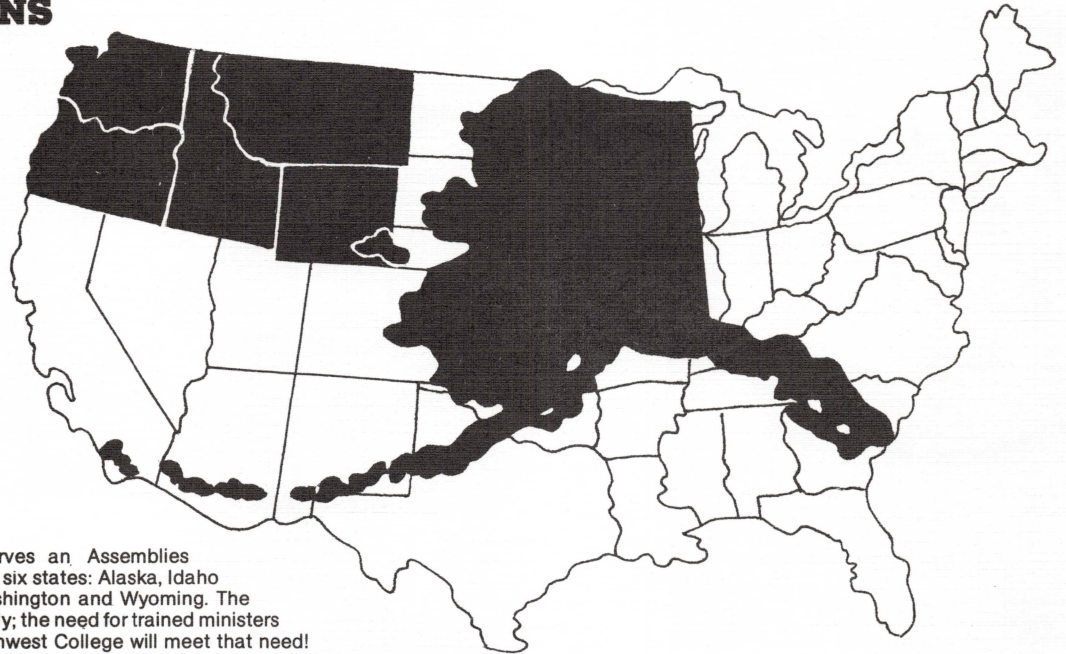 NS
rves an Assemblies
six states: Alaska, Idaho
shington and Wyoming. The
y; the need for trained ministers
nwest College will meet that need!